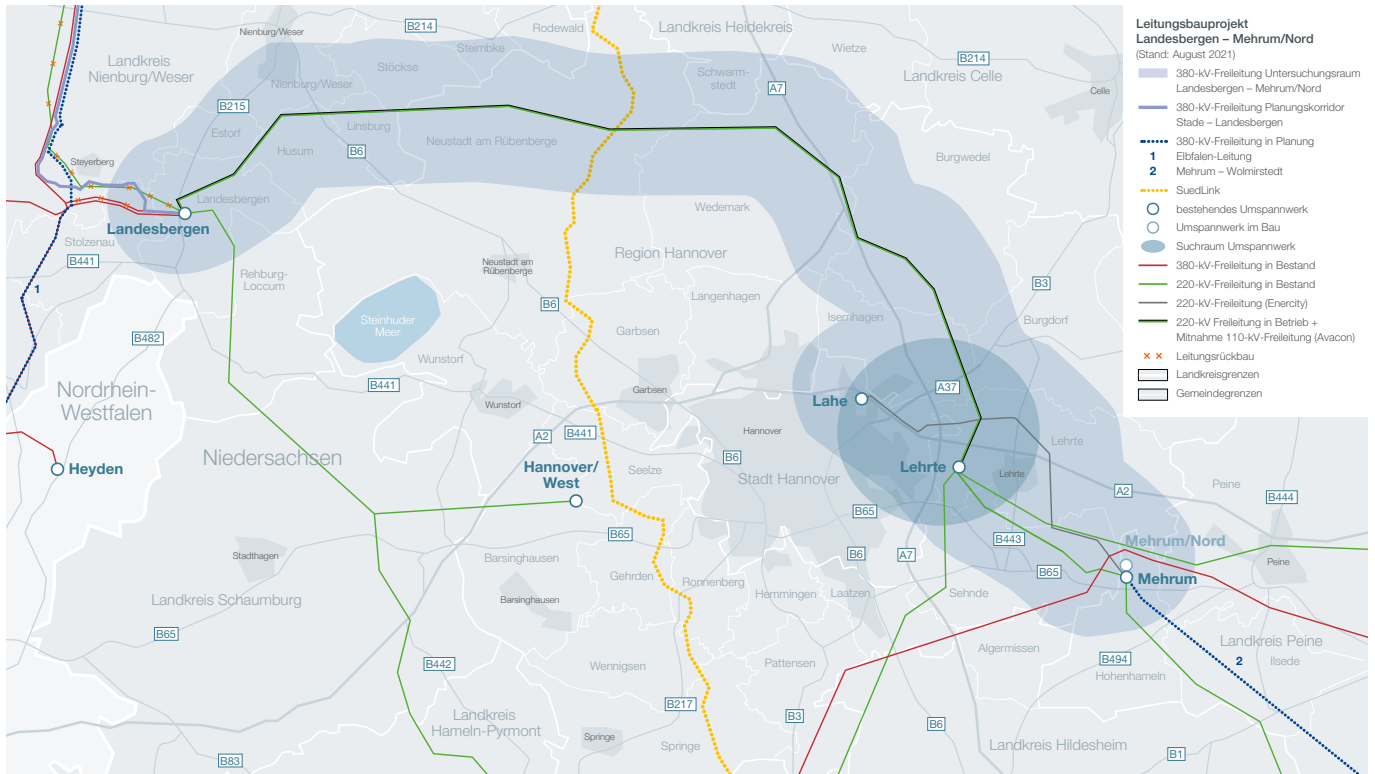 B214
Nienburg/Weser
Rodewald
Landkreis Heidekreis
Steimbke
Stöckse
Wietze
B214
Landkreis
Nienburg/Weser
Nienburg/Weser
Schwarm-
stedt
A7
Landkreis Celle
Celle
B215
Estorf
Linsburg
Husum
B6
Neustadt am Rübenberge
Steyerberg
Burgwedel
Landesbergen
Landesbergen
Stolzenau
B441
Wedemark
Region Hannover
Neustadt am
Rübenberge
Rehburg-
Loccum
B3
1
Langenhagen
B6
Isernhagen
Burgdorf
Steinhuder
Meer
B482
Garbsen
Wunstorf
B441
Nordrhein-
Westfalen
Garbsen
A37
Lahe
Wunstorf
Hannover
A2
B441
Lehrte
B6
Niedersachsen
Heyden
Hannover/
West
Seelze
Stadt Hannover
Lehrte
Lehrte
Peine
A2
B444
B65
B65
B443
Mehrum/Nord
Stadthagen
Barsinghausen
B6
A7
Peine
Gehrden
Ronnenberg
B65
Mehrum
Hemmingen
Laatzen
Sehnde
Landkreis Schaumburg
Barsinghausen
B65
Landkreis Peine
Algermissen
B494
Ilsede
2
B442
Wennigsen
Pattensen
Hohenhameln
B217
B3
Landkreis
Hameln-Pyrmont
B6
Springe
Springe
Landkreis Hildesheim
B1
B83
Leitungsbauprojekt
Landesbergen – Mehrum/Nord
(Stand: August 2021)
380-kV-Freileitung Untersuchungsraum
Landesbergen – Mehrum/Nord
380-kV-Freileitung Planungskorridor
Stade – Landesbergen
380-kV-Freileitung in Planung
1 Elbfalen-Leitung
2 Mehrum – Wolmirstedt
SuedLink
bestehendes Umspannwerk
Umspannwerk im Bau
Suchraum Umspannwerk
380-kV-Freileitung in Bestand
220-kV-Freileitung in Bestand
220-kV-Freileitung (Enercity)
220-kV Freileitung in Betrieb +
Mitnahme 110-kV-Freileitung (Avacon)
Leitungsrückbau
Landkreisgrenzen
Gemeindegrenzen